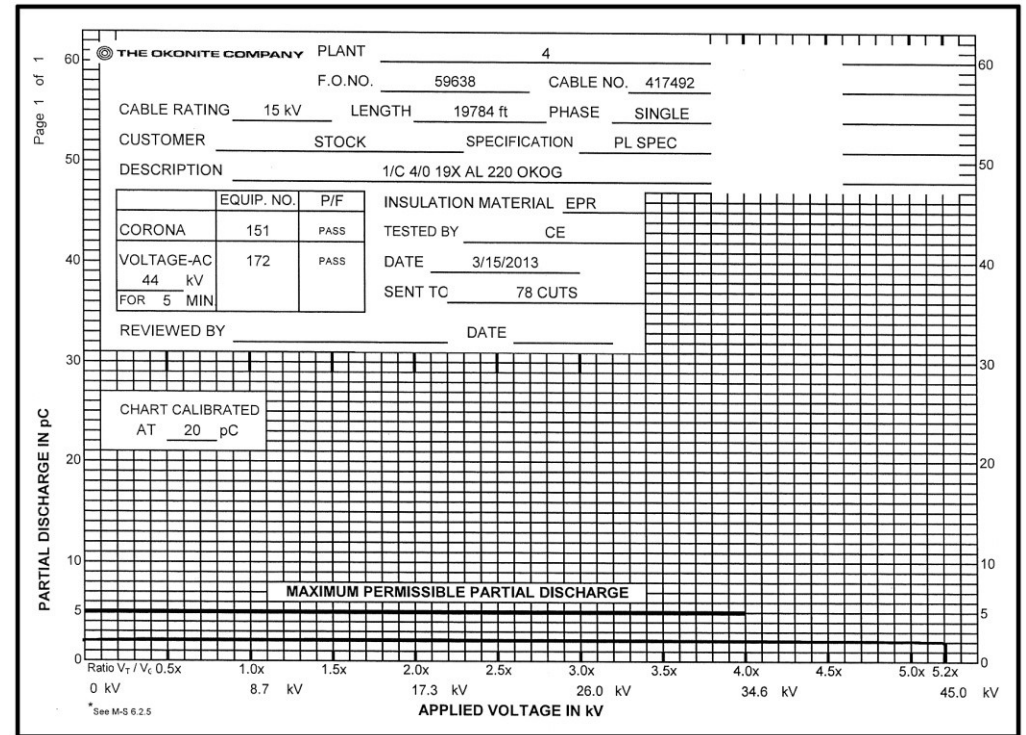 Page 1 of 1
THE OKONITE COMPANY PLANT 4
F.O.NO. 59638 CABLE NO. 417492
CABLE RATING 15 kV LENGTH 19784 ft PHASE SINGLE
CUSTOMER STOCK SPECIFICATION PL SPEC
DESCRIPTION 1/C 4/0 19X AL 220 OKOG
EQUIP. NO. P/F INSULATION MATERIAL EPR
CORONA 151 PASS TESTED BY CE
VOLTAGE-AC 172 PASS DATE 3/15/2013
44 kV
FOR 5 MIN. SENT TO 78 CUTS
REVIEWED BY DATE
CHART CALIBRATED
AT 20 pC
PARTIAL DISCHARGE IN pC
60 60
50 50
40 40
30 30
20 20
10 10
MAXIMUM PERMISSIBLE PARTIAL DISCHARGE
5 5
0 0
Ratio VT / VG 0.5x 1.0x 1.5x 2.0x 2.5x 3.0x 3.5x 4.0x 4.5x 5.0x 5.2x
0 kV 8.7 kV 17.3 kV 26.0 kV 34.6 kV 45.0 kV
*See M-S 6.2.5
APPLIED VOLTAGE IN kV